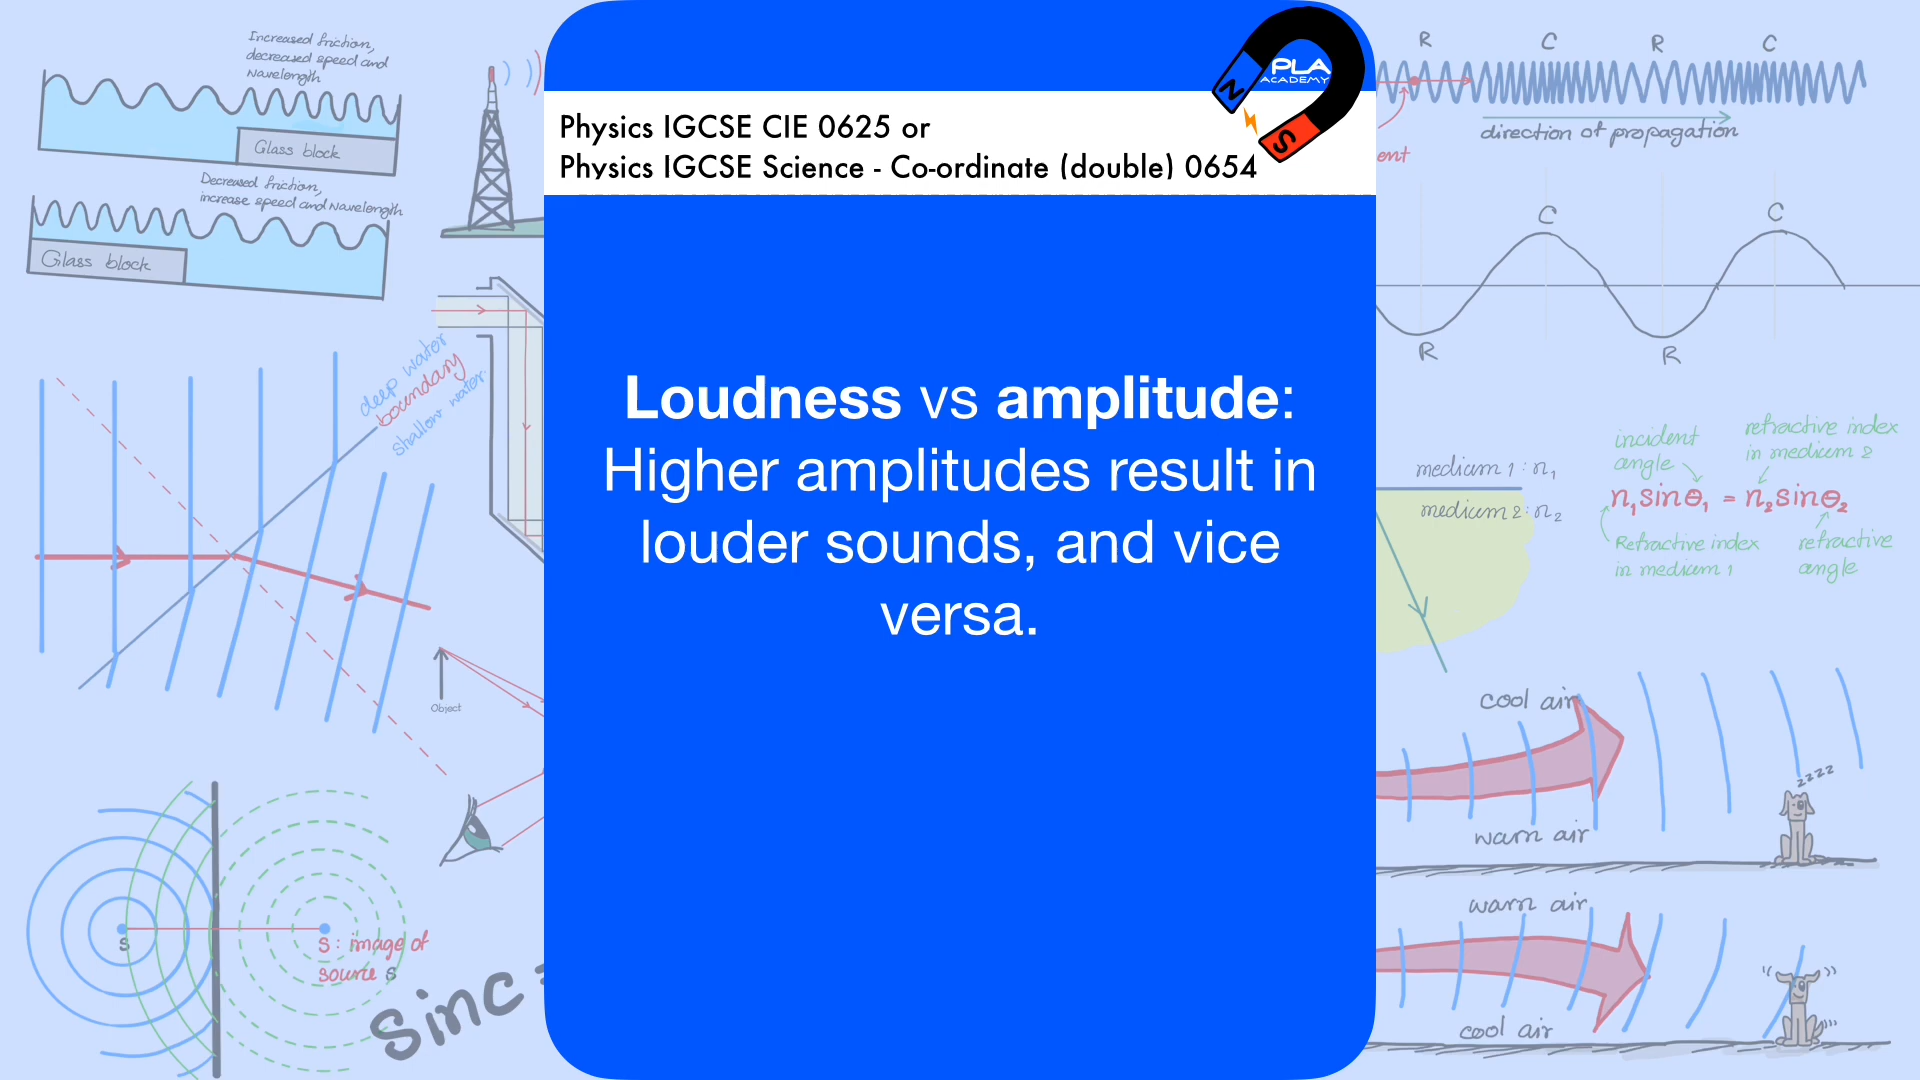 Increased friction,
decreased speed and
wavelength
Glass block
Decreased friction,
increase speed and wavelength
Glass block
deep water
boundary
shallow water
Object
S
S : image of
source S
Sinc
PLA
ACADEMY
N
S
Physics IGCSE CIE 0625 or
Physics IGCSE Science - Co-ordinate (double) 0654
Loudness vs amplitude:
Higher amplitudes result in
louder sounds, and vice
versa.
R C R C
direction of propagation
ent
C C
R R
incident
angle
refractive index
in medium 2
medium 1 : n₁
medium 2 : n₂
n₁sinθ₁ = n₂sinθ₂
Refractive index
in medium 1
refractive
angle
cool air
zzzz
warm air
warm air
cool air